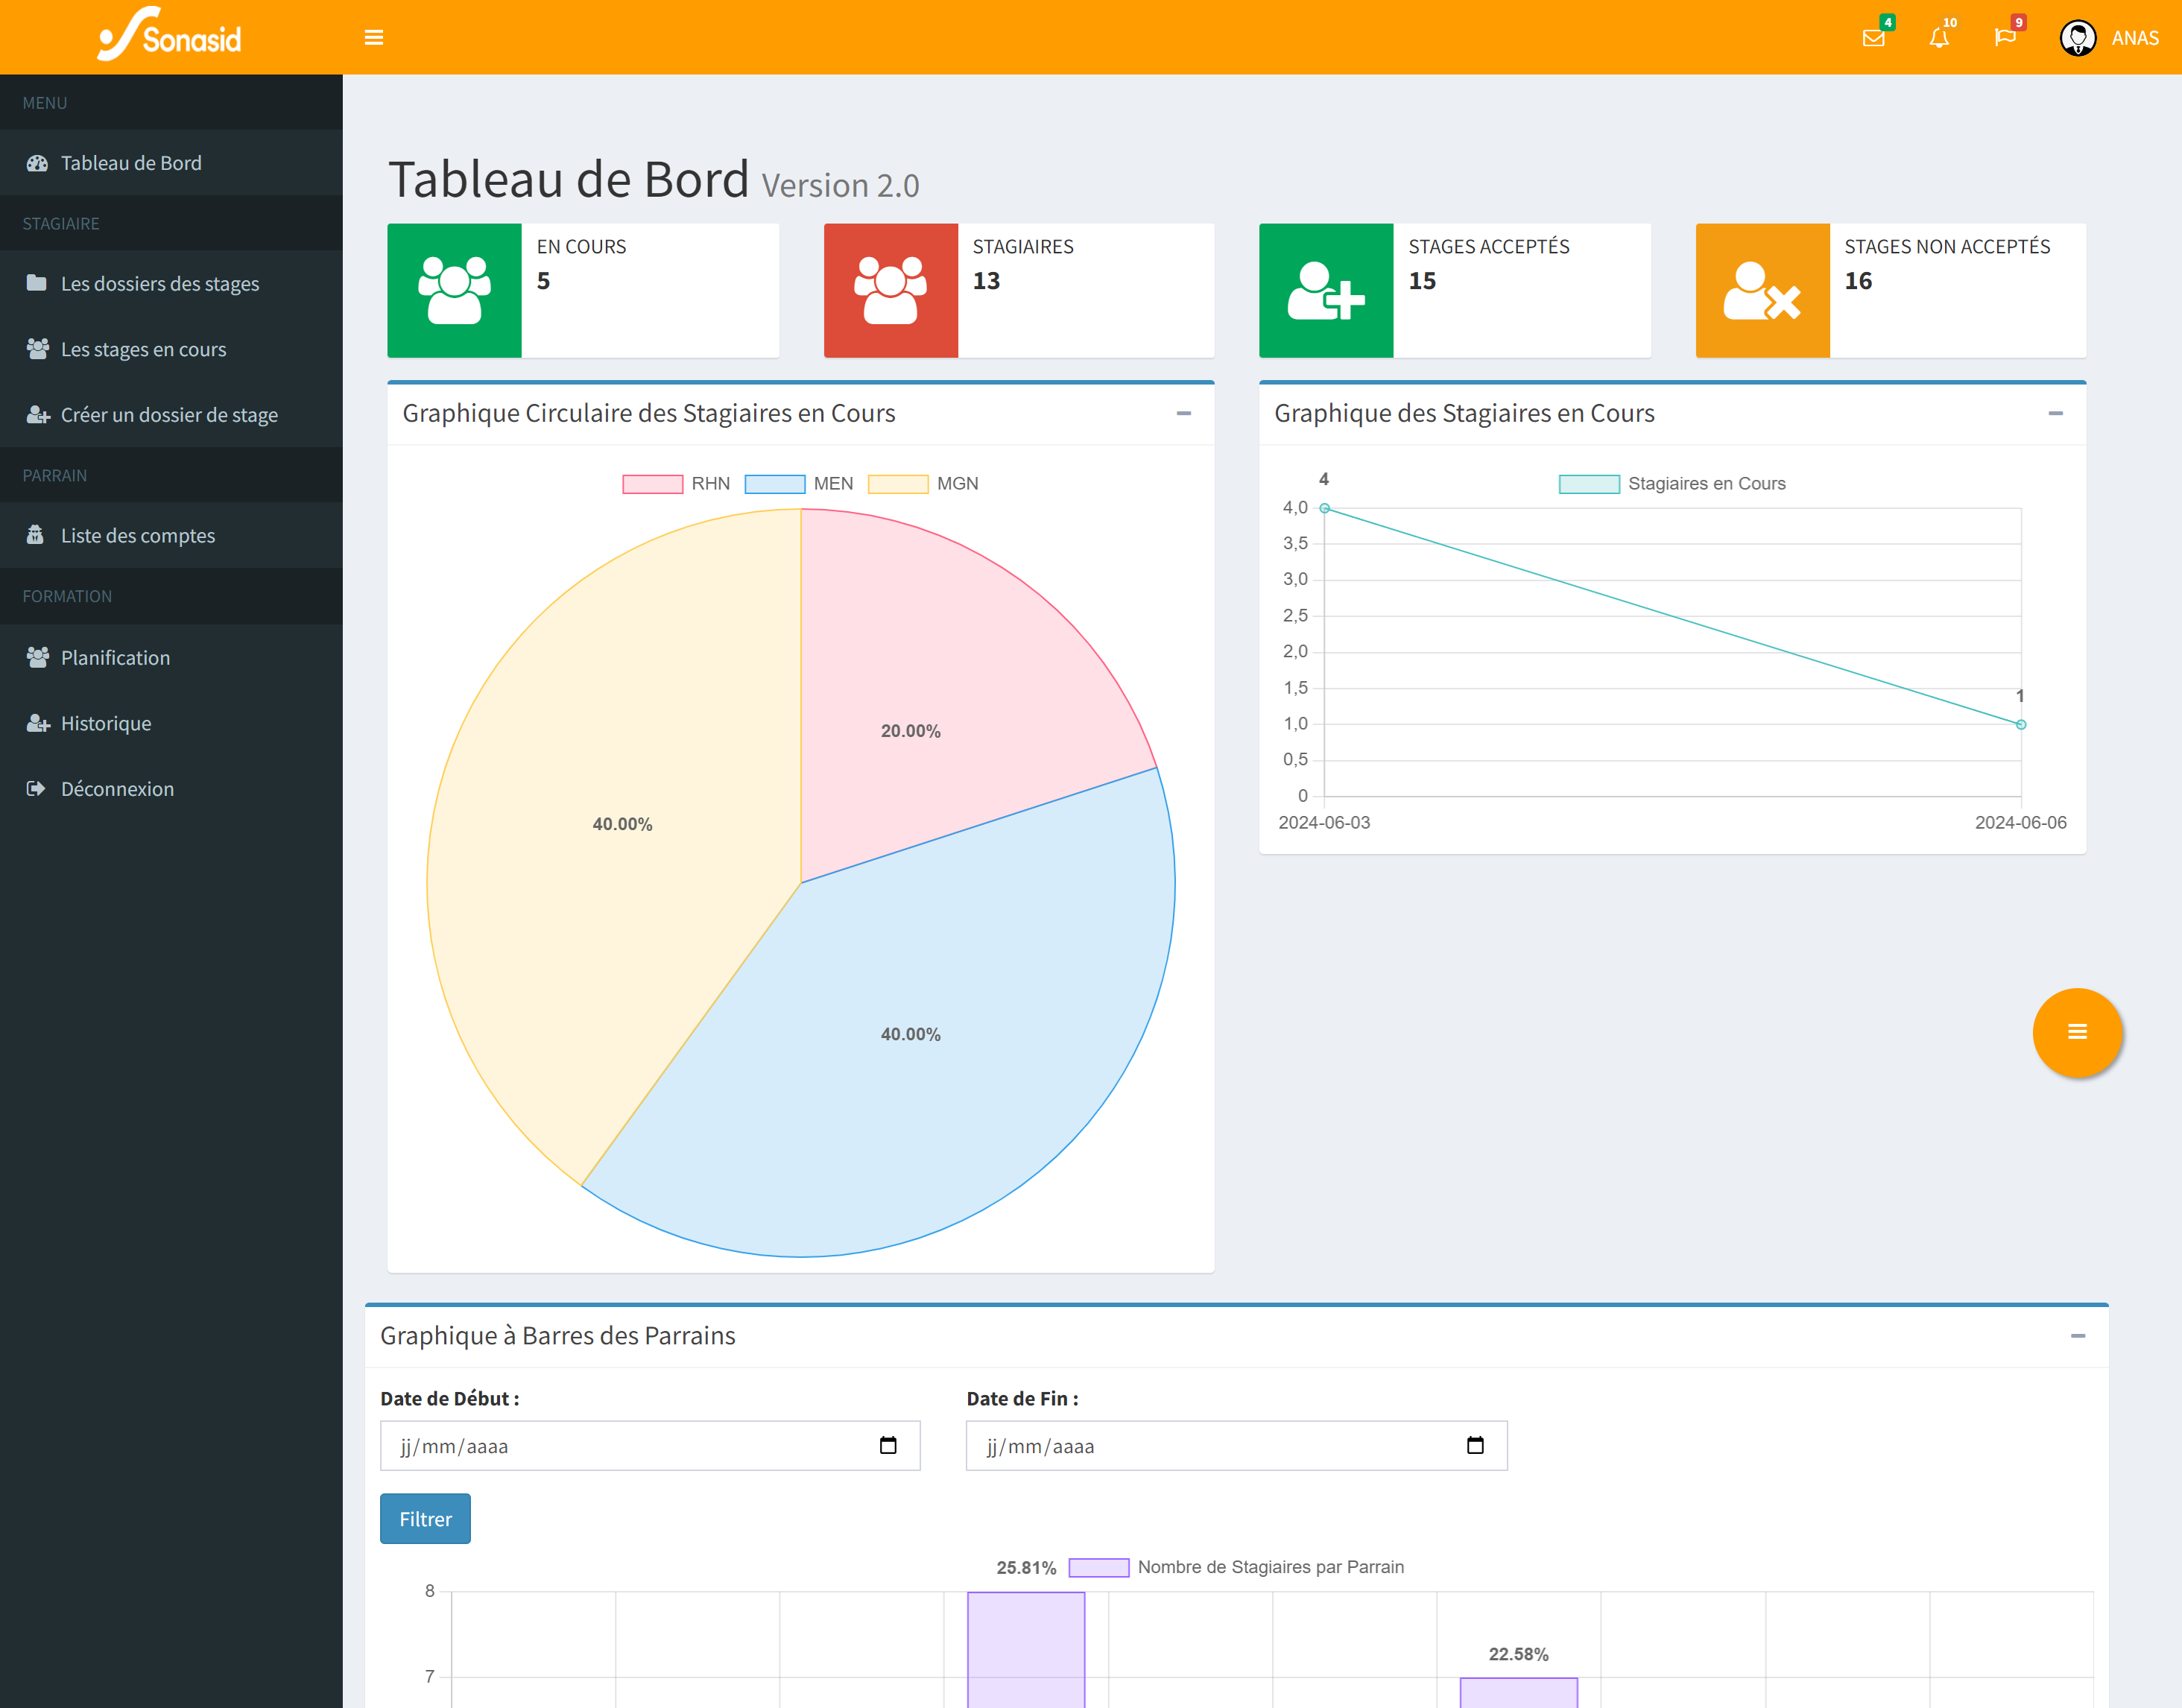 Sonasid
4
10
9
ANAS
MENU
Tableau de Bord
STAGIAIRE
Les dossiers des stages
Les stages en cours
Créer un dossier de stage
PARRAIN
Liste des comptes
FORMATION
Planification
Historique
Déconnexion
Tableau de Bord Version 2.0
EN COURS
5
STAGIAIRES
13
STAGES ACCEPTÉS
15
STAGES NON ACCEPTÉS
16
Graphique Circulaire des Stagiaires en Cours
RHN MEN MGN
20.00%
40.00%
40.00%
Graphique des Stagiaires en Cours
4
Stagiaires en Cours
4,0
3,5
3,0
2,5
2,0
1,5
1
1,0
0,5
0
2024-06-03 2024-06-06
Graphique à Barres des Parrains
Date de Début : Date de Fin :
jj/mm/aaaa jj/mm/aaaa
Filtrer
25.81% Nombre de Stagiaires par Parrain
8
22.58%
7